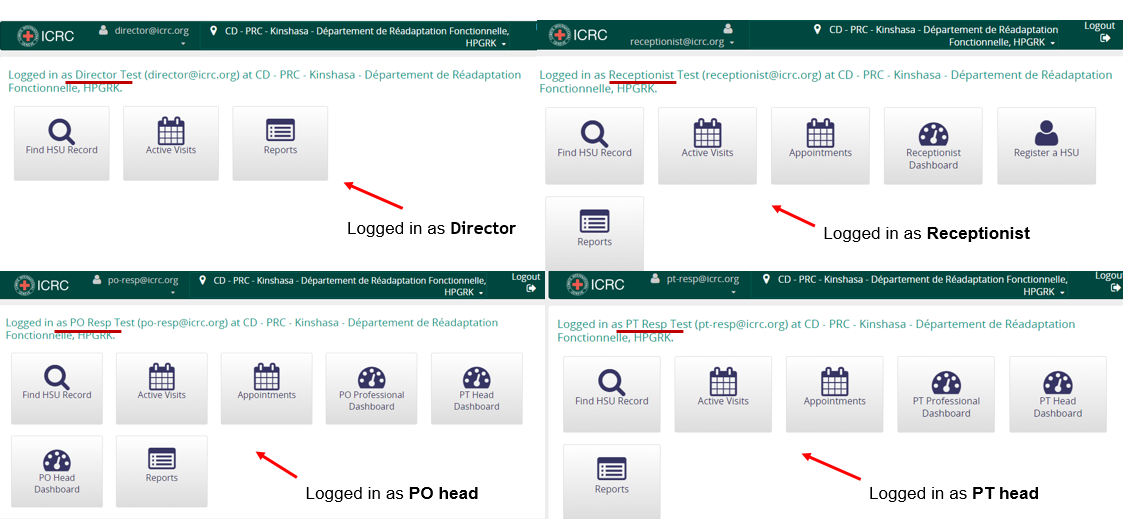 ICRC
director@icrc.org
CD - PRC - Kinshasa - Département de Réadaptation Fonctionnelle,
HPGRK
Logged in as Director Test (director@icrc.org) at CD - PRC - Kinshasa - Département de Réadaptation
Fonctionnelle, HPGRK.
Find HSU Record
Active Visits
Reports
Logged in as Director
ICRC
receptionist@icrc.org
CD - PRC - Kinshasa - Département de Réadaptation
Fonctionnelle, HPGRK
Logout
Logged in as Receptionist Test (receptionist@icrc.org) at CD - PRC - Kinshasa - Département de Réadaptation
Fonctionnelle, HPGRK.
Find HSU Record
Active Visits
Appointments
Receptionist
Dashboard
Register a HSU
Reports
Logged in as Receptionist
ICRC
po-resp@icrc.org
CD - PRC - Kinshasa - Département de Réadaptation Fonctionnelle,
HPGRK
Logout
Logged in as PO Resp Test (po-resp@icrc.org) at CD - PRC - Kinshasa - Département de Réadaptation
Fonctionnelle, HPGRK.
Find HSU Record
Active Visits
Appointments
PO Professional
Dashboard
PT Head
Dashboard
PO Head
Dashboard
Reports
Logged in as PO head
ICRC
pt-resp@icrc.org
CD - PRC - Kinshasa - Département de Réadaptation Fonctionnelle,
HPGRK
Logout
Logged in as PT Resp Test (pt-resp@icrc.org) at CD - PRC - Kinshasa - Département de Réadaptation
Fonctionnelle, HPGRK.
Find HSU Record
Active Visits
Appointments
PT Professional
Dashboard
PT Head
Dashboard
Reports
Logged in as PT head